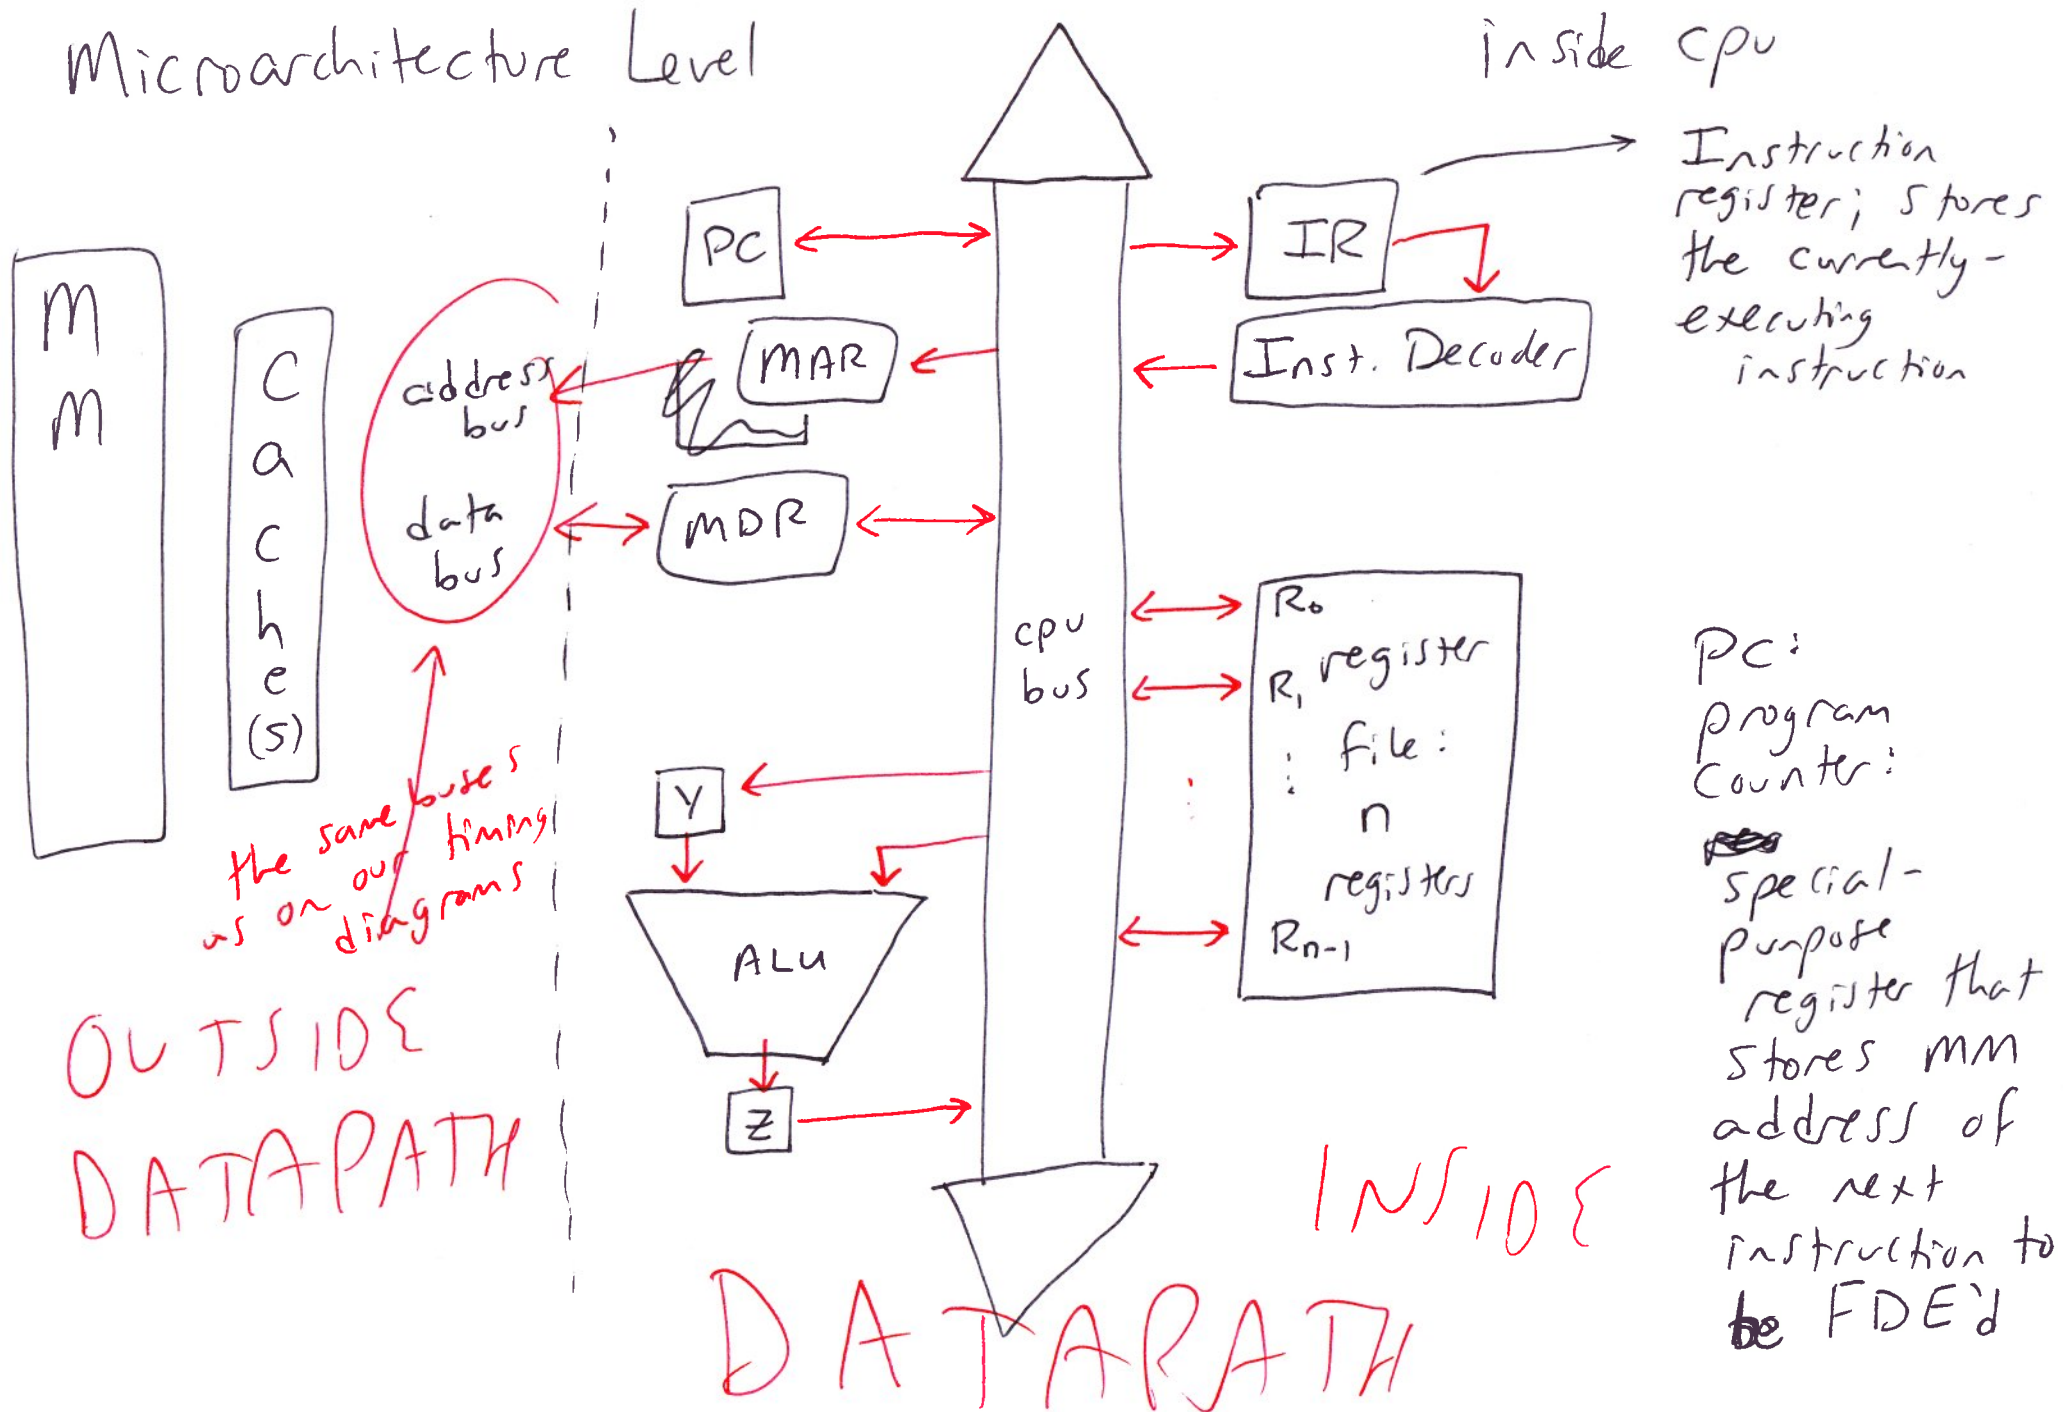 Microarchitecture Level
inside cpu
Instruction
register; stores
the currently-
executing
instruction
PC
IR
MM
Cache(s)
address
bus
MAR
Inst. Decoder
data
bus
MDR
cpu
bus
R0
register
R1
file:
n
registers
Rn-1
Y
ALU
Z
the same buses
as on our timing
diagrams
OUTSIDE
DATAPATH
INSIDE
DATAPATH
PC:
program
counter:
special-
purpose
register that
stores MM
address of
the next
instruction to
be FDE'd